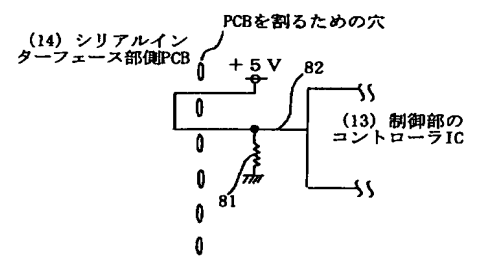 PCBを割るための穴
(14) シリアルイン
ターフェース部側PCB
+5V
82
(13) 制御部の
コントローラIC
81